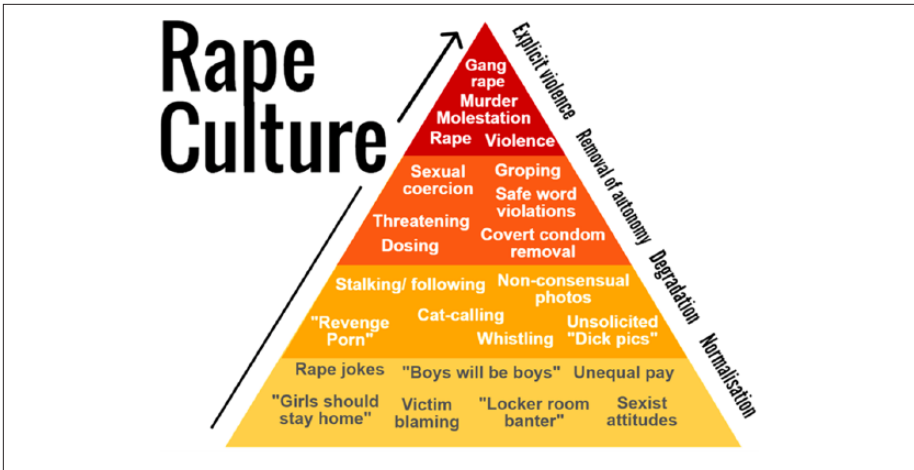 Rape
Culture
Gang
rape
Murder
Molestation
Rape Violence
Sexual
coercion
Groping
Safe word
violations
Threatening
Dosing
Covert condom
removal
Stalking/ following
Non-consensual
photos
"Revenge
Porn"
Cat-calling
Whistling
Unsolicited
"Dick pics"
Rape jokes
"Boys will be boys"
Unequal pay
"Girls should
stay home"
Victim
blaming
"Locker room
banter"
Sexist
attitudes
Explicit violence
Removal of autonomy
Degradation
Normalisation